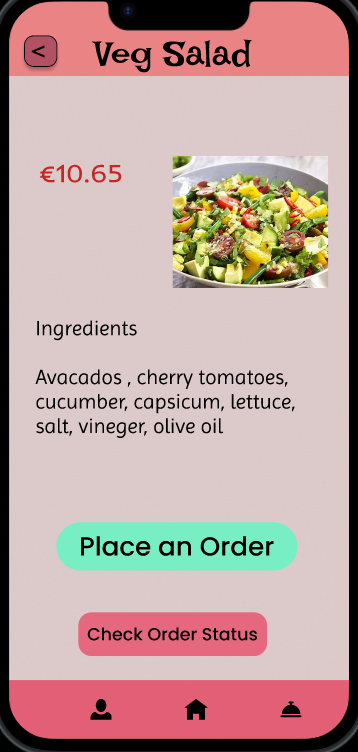 <
Veg Salad
€10.65
Ingredients
Avacados , cherry tomatoes,
cucumber, capsicum, lettuce,
salt, vineger, olive oil
Place an Order
Check Order Status